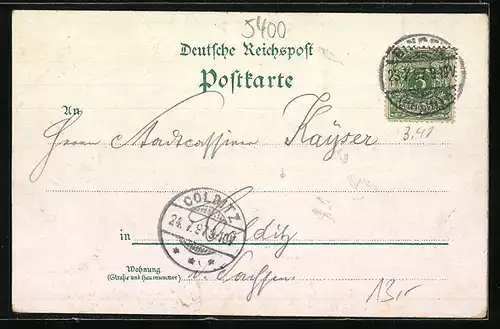 5400
Deutsche Reichspost
Postkarte
An
Herrn Stadtcassirer Kayser
5
3,41
COLDITZ
24.7.97.
in Colditz
Wohnung
(Straße und Hausnummer)
i. Sachsen
13,-